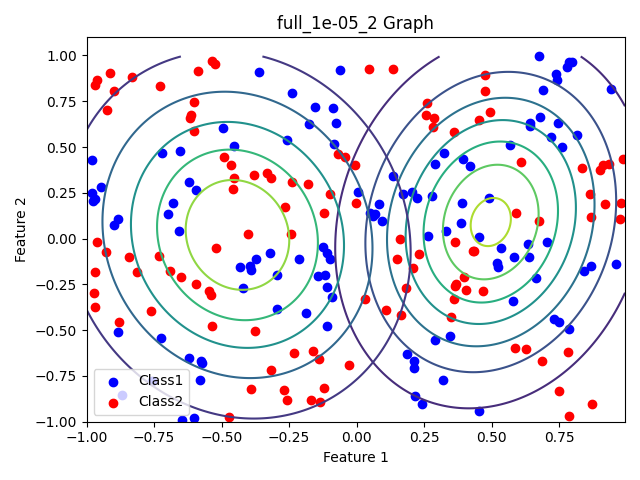 full_1e-05_2 Graph
1.00
0.75
0.50
0.25
0.00
−0.25
−0.50
−0.75
−1.00
Feature 2
Class1
Class2
−1.00 −0.75 −0.50 −0.25 0.00 0.25 0.50 0.75
Feature 1